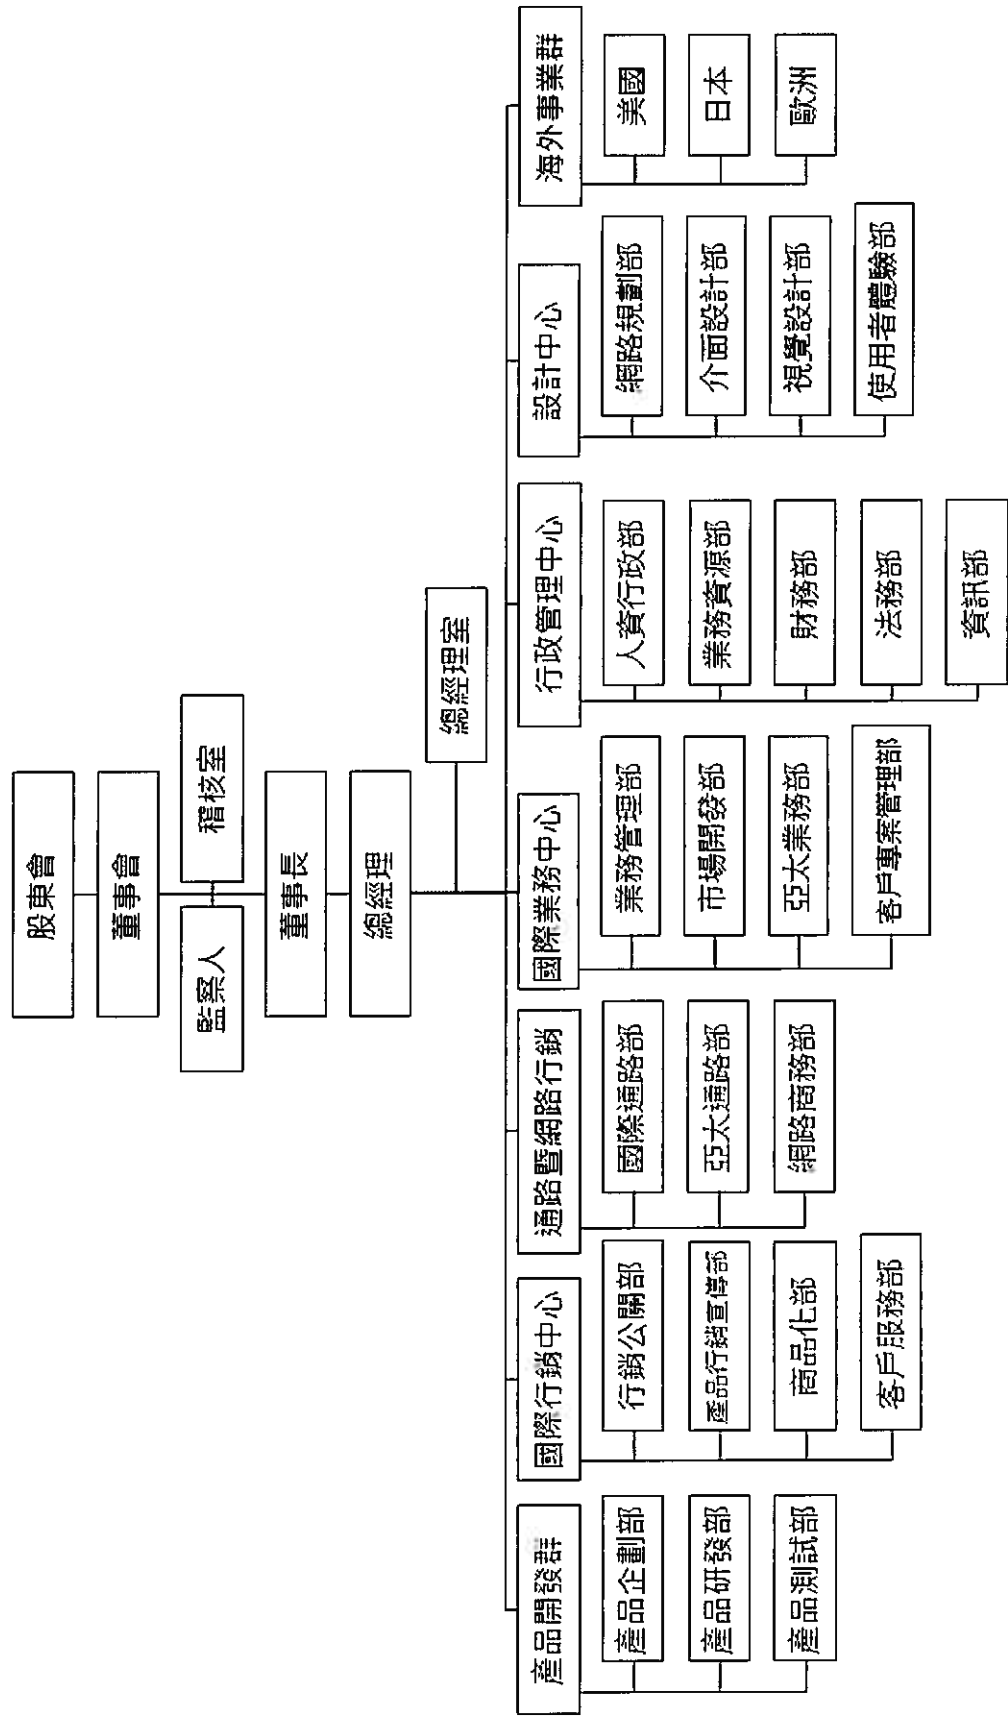 股東會
董事會
監察人
稽核室
董事長
總經理
總經理室
產品開發群
產品企劃部
產品研發部
產品測試部
國際行銷中心
行銷公關部
產品行銷宣傳部
商品化部
客戶服務部
通路暨網路行銷
國際通路部
亞太通路部
網路商務部
國際業務中心
業務管理部
市場開發部
亞太業務部
客戶專案管理部
行政管理中心
人資行政部
業務資源部
財務部
法務部
資訊部
設計中心
網路規劃部
介面設計部
視覺設計部
使用者體驗部
海外事業群
美國
日本
歐洲